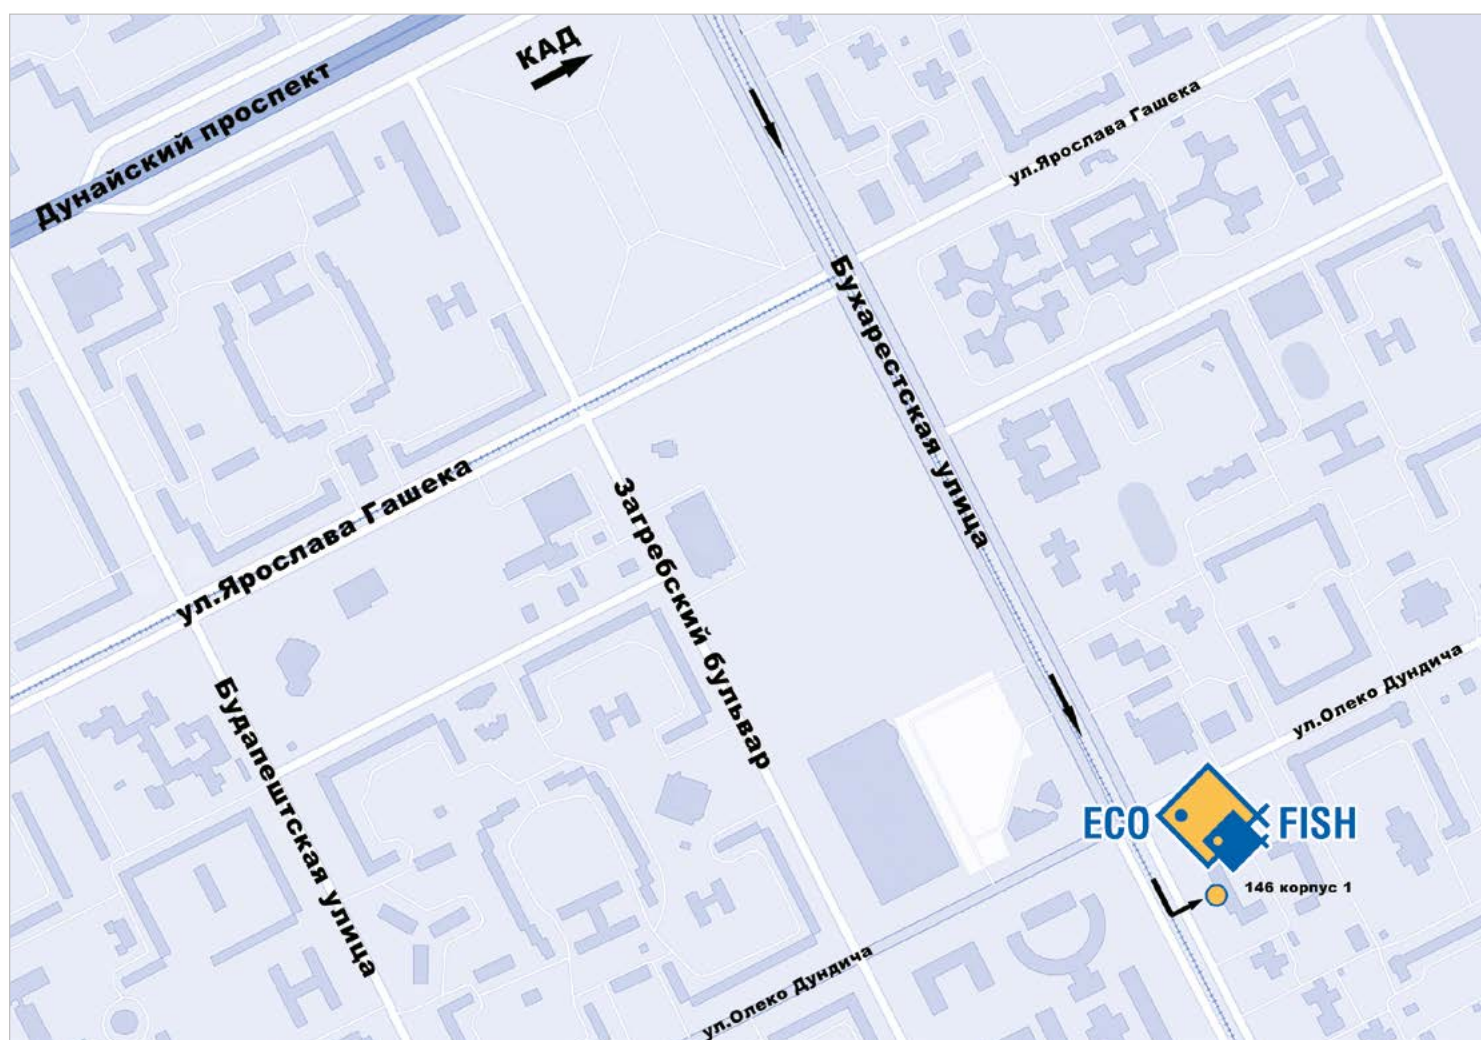 КАД
Дунайский проспект
ул.Ярослава Гашека
Бухарестская улица
ул.Ярослава Гашека
Загребский бульвар
Будапештская улица
ул.Олеко Дундича
ECO FISH
146 корпус 1
ул.Олеко Дундича